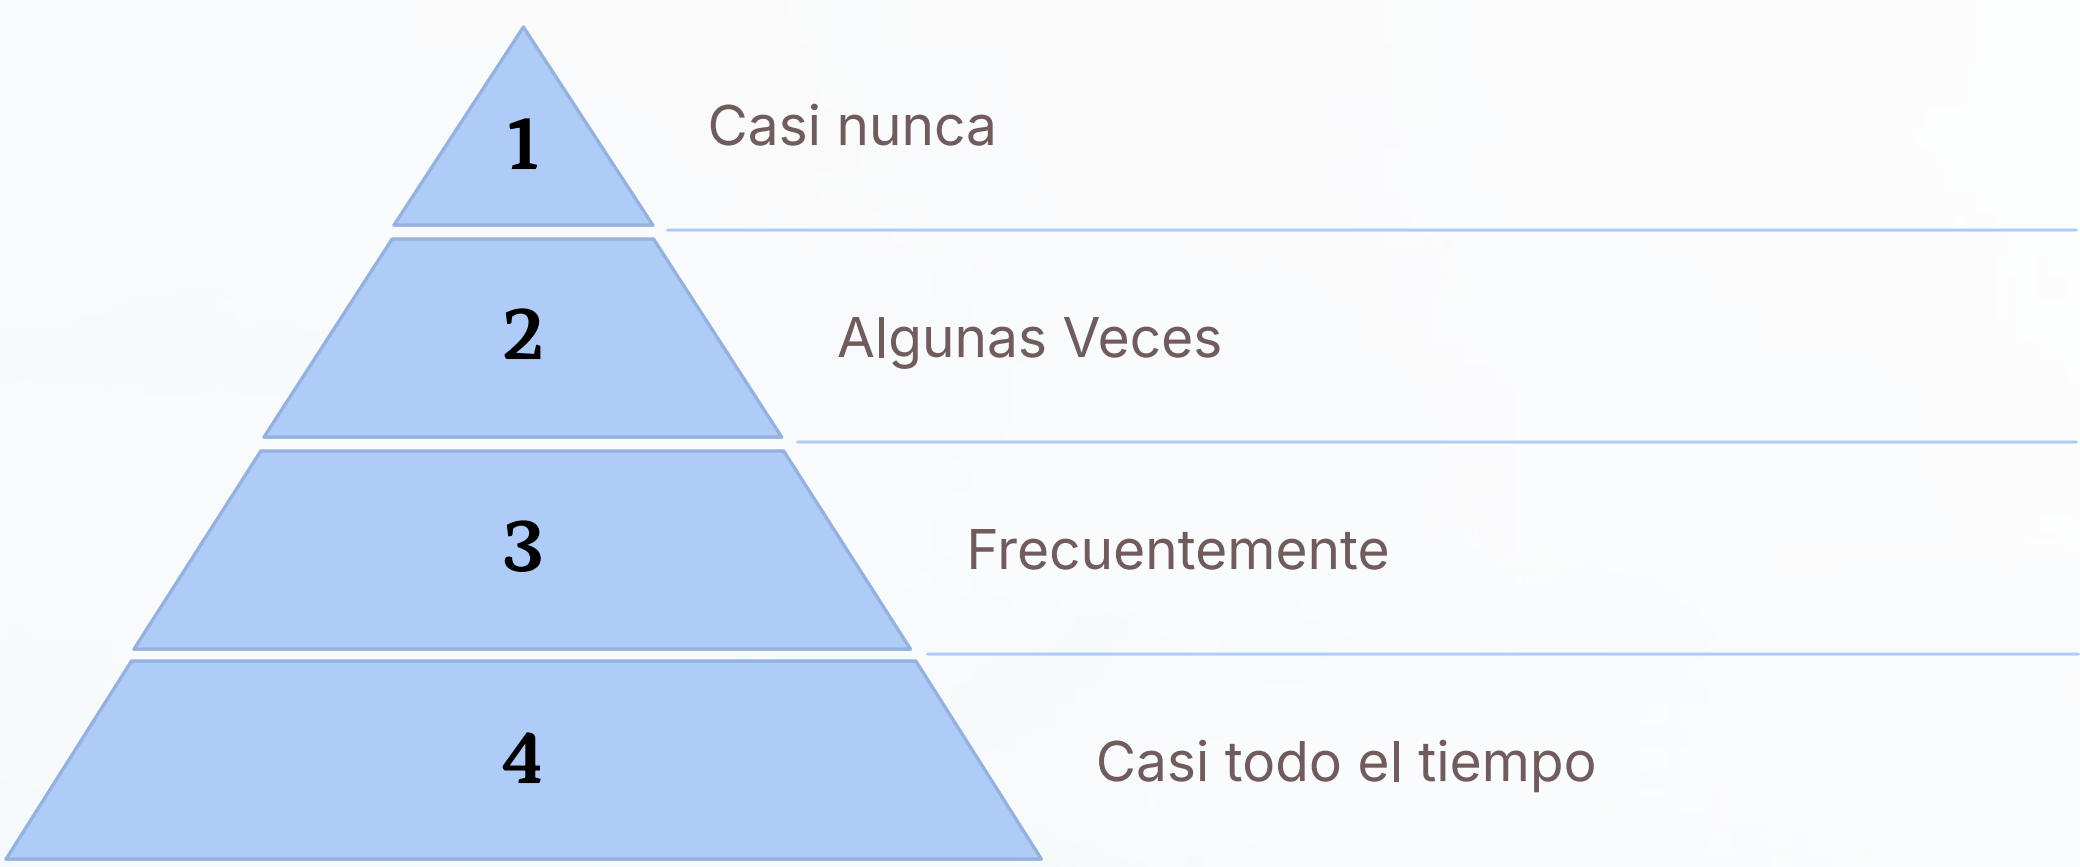 1
Casi nunca
2
Algunas Veces
3
Frecuentemente
4
Casi todo el tiempo